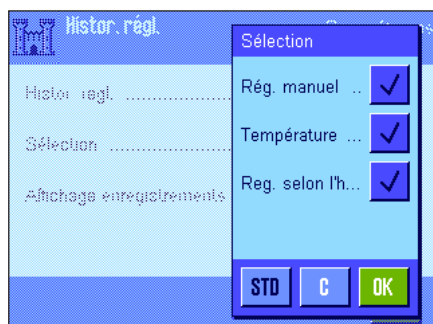 Histor. régl.
Histor régl. ................
Sélection ..................
Affichage enregistrements
Sélection
Rég. manuel ..
Température ...
Reg. selon l'h...
STD C OK